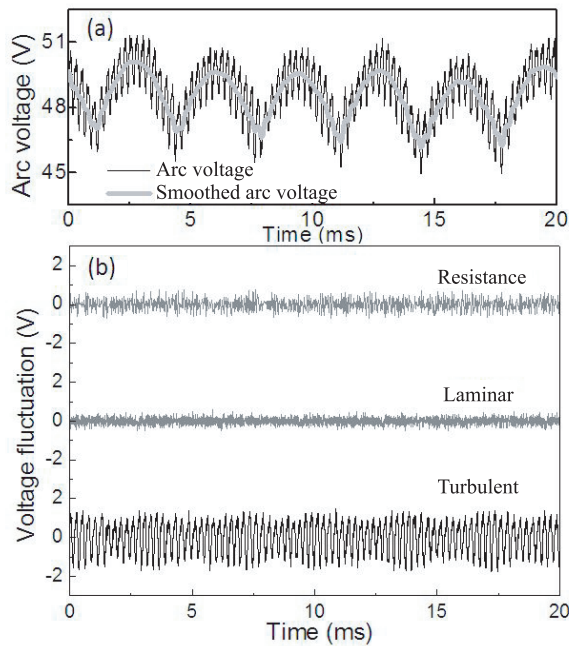 (a)
Arc voltage (V)
51
48
45
Arc voltage
Smoothed arc voltage
0 5 10 15 20
Time (ms)
(b)
Voltage fluctuation (V)
2
0
-2
Resistance
2
0
-2
Laminar
2
0
-2
Turbulent
0 5 10 15 20
Time (ms)